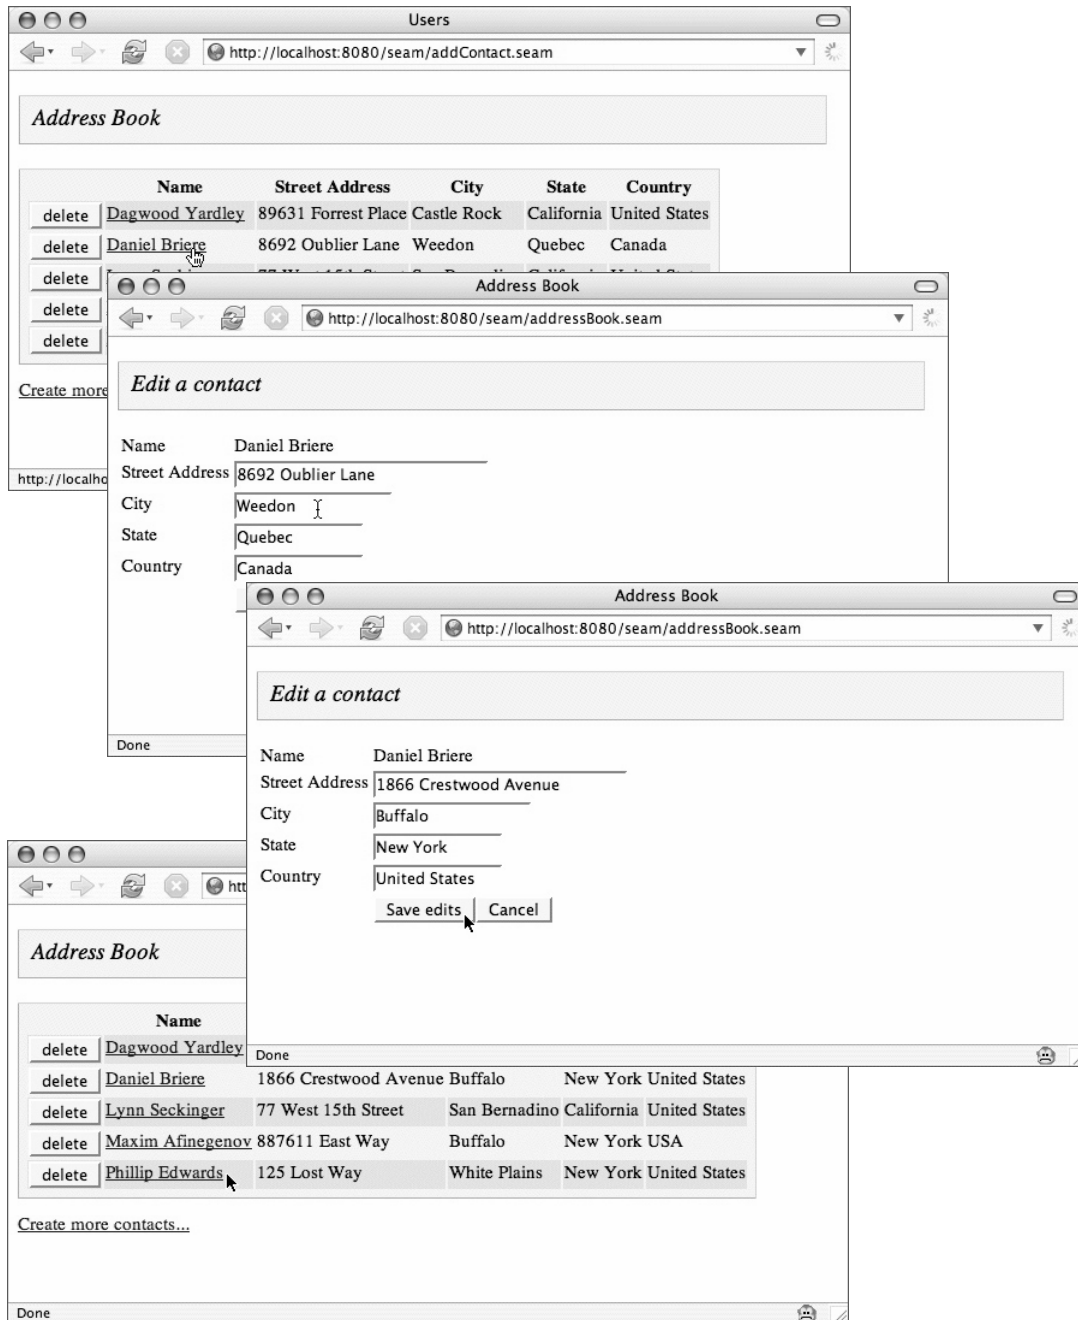 Users
http://localhost:8080/seam/addContact.seam
Address Book
Name Street Address City State Country
delete Dagwood Yardley 89631 Forrest Place Castle Rock California United States
delete Daniel Briere 8692 Oublier Lane Weedon Quebec Canada
delete
delete
delete
Create more
http://localho
Address Book
http://localhost:8080/seam/addressBook.seam
Edit a contact
Name Daniel Briere
Street Address 8692 Oublier Lane
City Weedon
State Quebec
Country Canada
Done
Address Book
http://localhost:8080/seam/addressBook.seam
Edit a contact
Name Daniel Briere
Street Address 1866 Crestwood Avenue
City Buffalo
State New York
Country United States
Save edits Cancel
Done
htt
Address Book
Name
delete Dagwood Yardley
delete Daniel Briere 1866 Crestwood Avenue Buffalo New York United States
delete Lynn Seckinger 77 West 15th Street San Bernadino California United States
delete Maxim Afinegenov 887611 East Way Buffalo New York USA
delete Phillip Edwards 125 Lost Way White Plains New York United States
Create more contacts...
Done